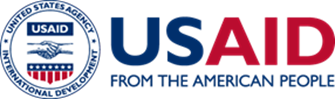 UNITED STATES AGENCY
USAID
INTERNATIONAL DEVELOPMENT
USAID
FROM THE AMERICAN PEOPLE